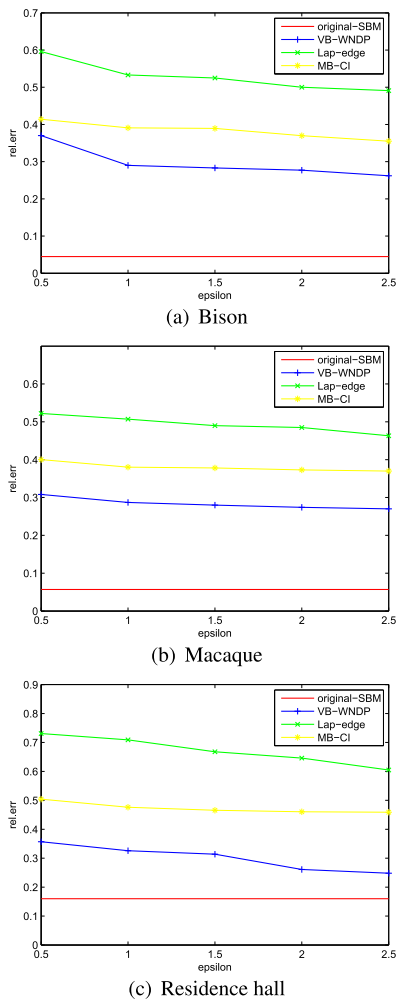 0.7
original-SBM
VB-WNDP
0.6
Lap-edge
MB-CI
0.5
0.4
rel.err
0.3
0.2
0.1
0
0.5 1 1.5 2 2.5
epsilon
(a) Bison
original-SBM
VB-WNDP
0.6
Lap-edge
MB-CI
0.5
0.4
rel.err
0.3
0.2
0.1
0
0.5 1 1.5 2 2.5
epsilon
(b) Macaque
0.9
original-SBM
0.8
VB-WNDP
Lap-edge
0.7
MB-CI
0.6
0.5
rel.err
0.4
0.3
0.2
0.1
0
0.5 1 1.5 2 2.5
epsilon
(c) Residence hall